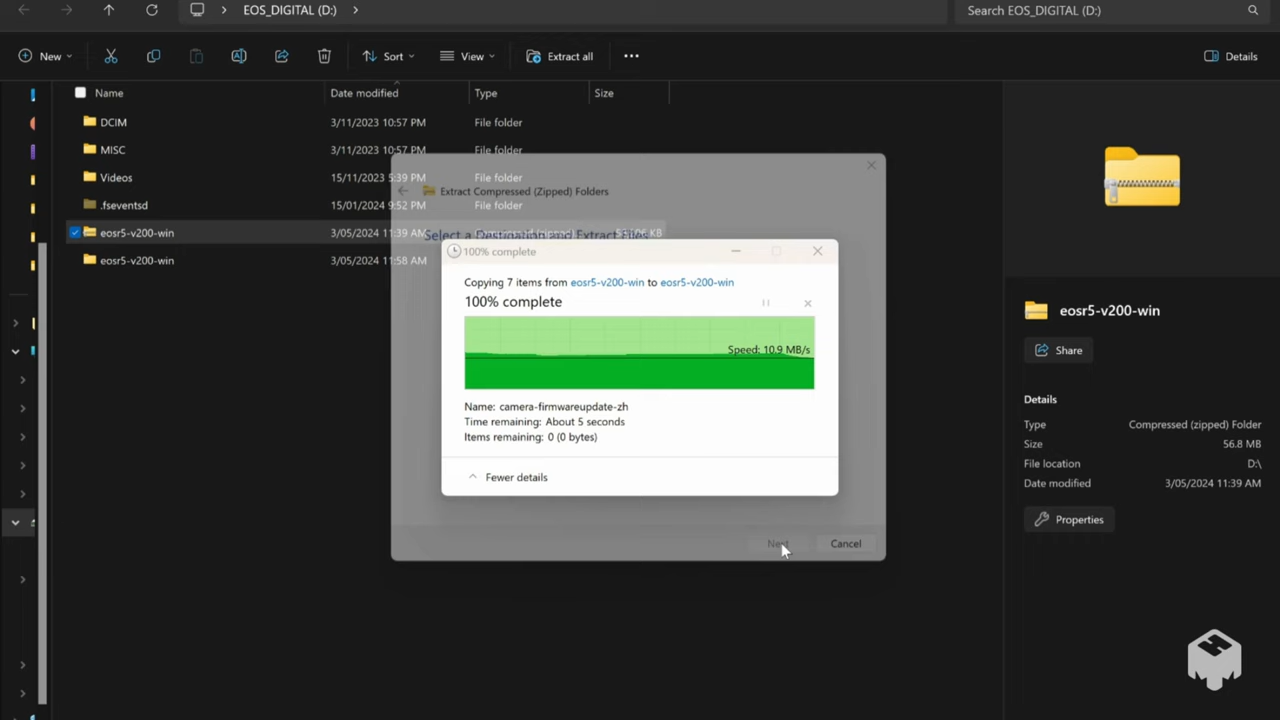 EOS_DIGITAL (D:)
Search EOS_DIGITAL (D:)
New
Sort
View
Extract all
Details
Name
Date modified
Type
Size
DCIM
3/11/2023 10:57 PM
File folder
MISC
3/11/2023 10:57 PM
File folder
Videos
15/11/2023 5:39 PM
File folder
.fseventsd
15/01/2024 9:52 PM
File folder
eosr5-v200-win
3/05/2024 11:39 AM
eosr5-v200-win
3/05/2024 11:58 AM
Extract Compressed (Zipped) Folders
Select a Destination and Extract Files
100% complete
Copying 7 items from eosr5-v200-win to eosr5-v200-win
100% complete
Speed: 10.9 MB/s
Name: camera-firmwareupdate-zh
Time remaining: About 5 seconds
Items remaining: 0 (0 bytes)
Fewer details
Next
Cancel
eosr5-v200-win
Share
Details
Type
Compressed (zipped) Folder
Size
56.8 MB
File location
D:\
Date modified
3/05/2024 11:39 AM
Properties